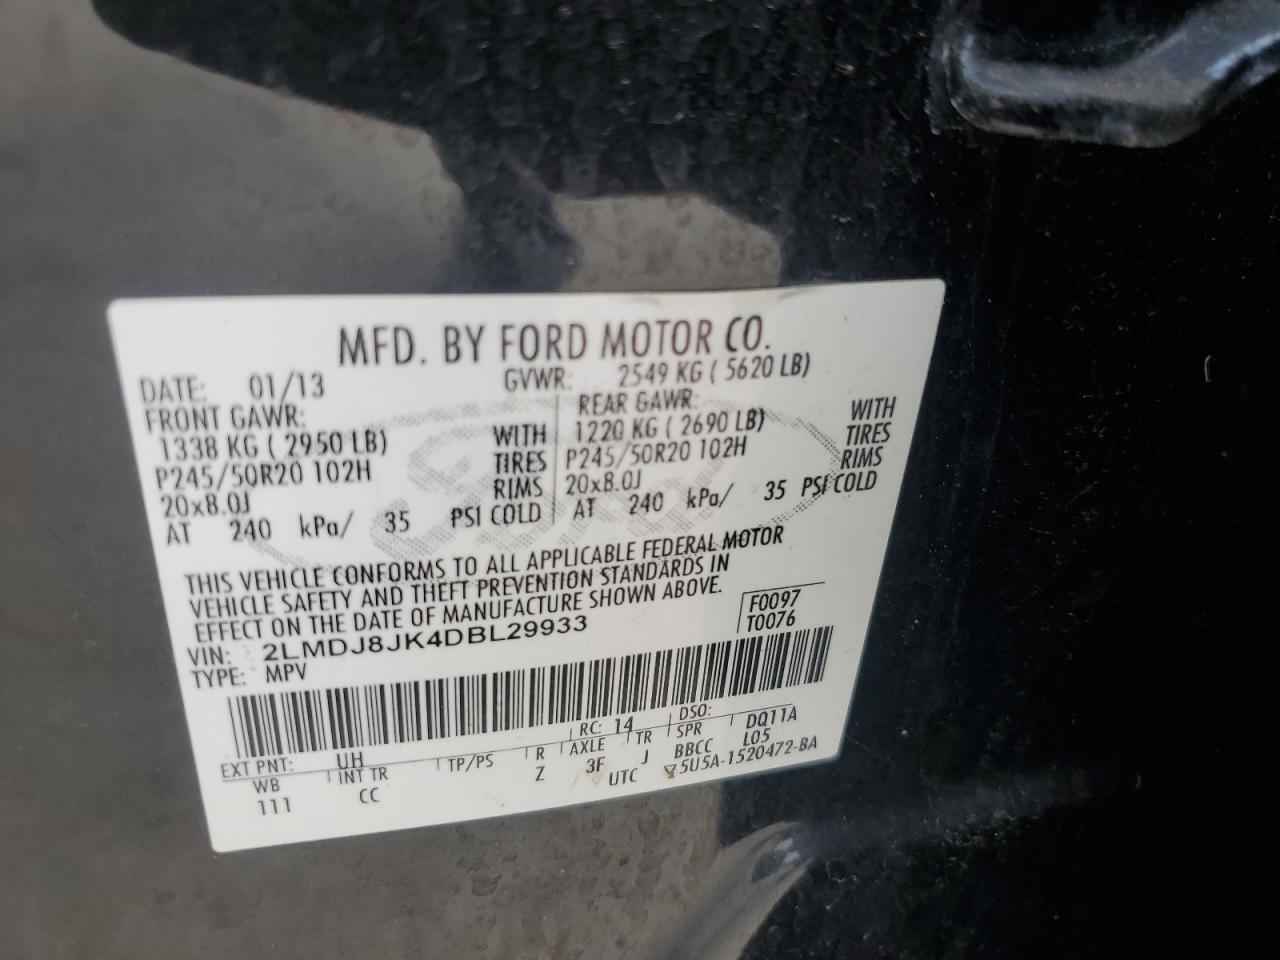 MFD. BY FORD MOTOR CO.
DATE: 01/13 GVWR: 2549 KG ( 5620 LB)
FRONT GAWR: REAR GAWR:
1338 KG ( 2950 LB) WITH 1220 KG ( 2690 LB) WITH
P245/50R20 102H TIRES P245/50R20 102H TIRES
20x8.0J RIMS 20x8.0J RIMS
AT 240 kPa/ 35 PSI COLD AT 240 kPa/ 35 PSI COLD
Ford
THIS VEHICLE CONFORMS TO ALL APPLICABLE FEDERAL MOTOR
VEHICLE SAFETY AND THEFT PREVENTION STANDARDS IN
EFFECT ON THE DATE OF MANUFACTURE SHOWN ABOVE.
F0097
VIN: 2LMDJ8JK4DBL29933 T0076
TYPE: MPV
EXT PNT: UH RC: 14 DSO: DQ11A
WB INT TR TP/PS R AXLE TR SPR L05
111 CC Z 3F J BBCC
UTC 5U5A-1520472-BA